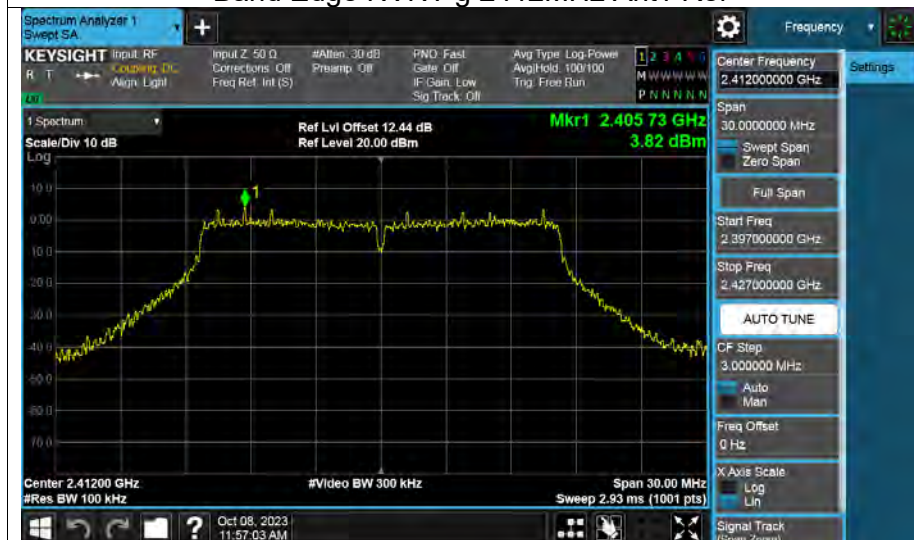 Spectrum Analyzer 1
Swept SA
+
Frequency
KEYSIGHT
R T
Input: RF
Coupling: DC
Align: Light
Input Z: 50 Ω
Corrections: Off
Freq Ref: Int (S)
#Atten: 30 dB
Preamp: Off
PNO: Fast
Gate: Off
IF Gain: Low
Sig Track: Off
Avg Type: Log-Power
Avg|Hold: 100/100
Trig: Free Run
1 2 3 4 5 6
M W W W W W
P N N N N N
1 Spectrum
Scale/Div 10 dB
Log
Ref Lvl Offset 12.44 dB
Ref Level 20.00 dBm
Mkr1 2.405 73 GHz
3.82 dBm
1
10.0
0.00
-10.0
-20.0
-30.0
-40.0
-50.0
-60.0
-70.0
Center 2.41200 GHz
#Res BW 100 kHz
#Video BW 300 kHz
Span 30.00 MHz
Sweep 2.93 ms (1001 pts)
Settings
Center Frequency
2.412000000 GHz
Span
30.0000000 MHz
Swept Span
Zero Span
Full Span
Start Freq
2.397000000 GHz
Stop Freq
2.427000000 GHz
AUTO TUNE
CF Step
3.000000 MHz
Auto
Man
Freq Offset
0 Hz
X Axis Scale
Log
Lin
Signal Track
(Span Zoom)
?
Oct 08, 2023
11:57:03 AM